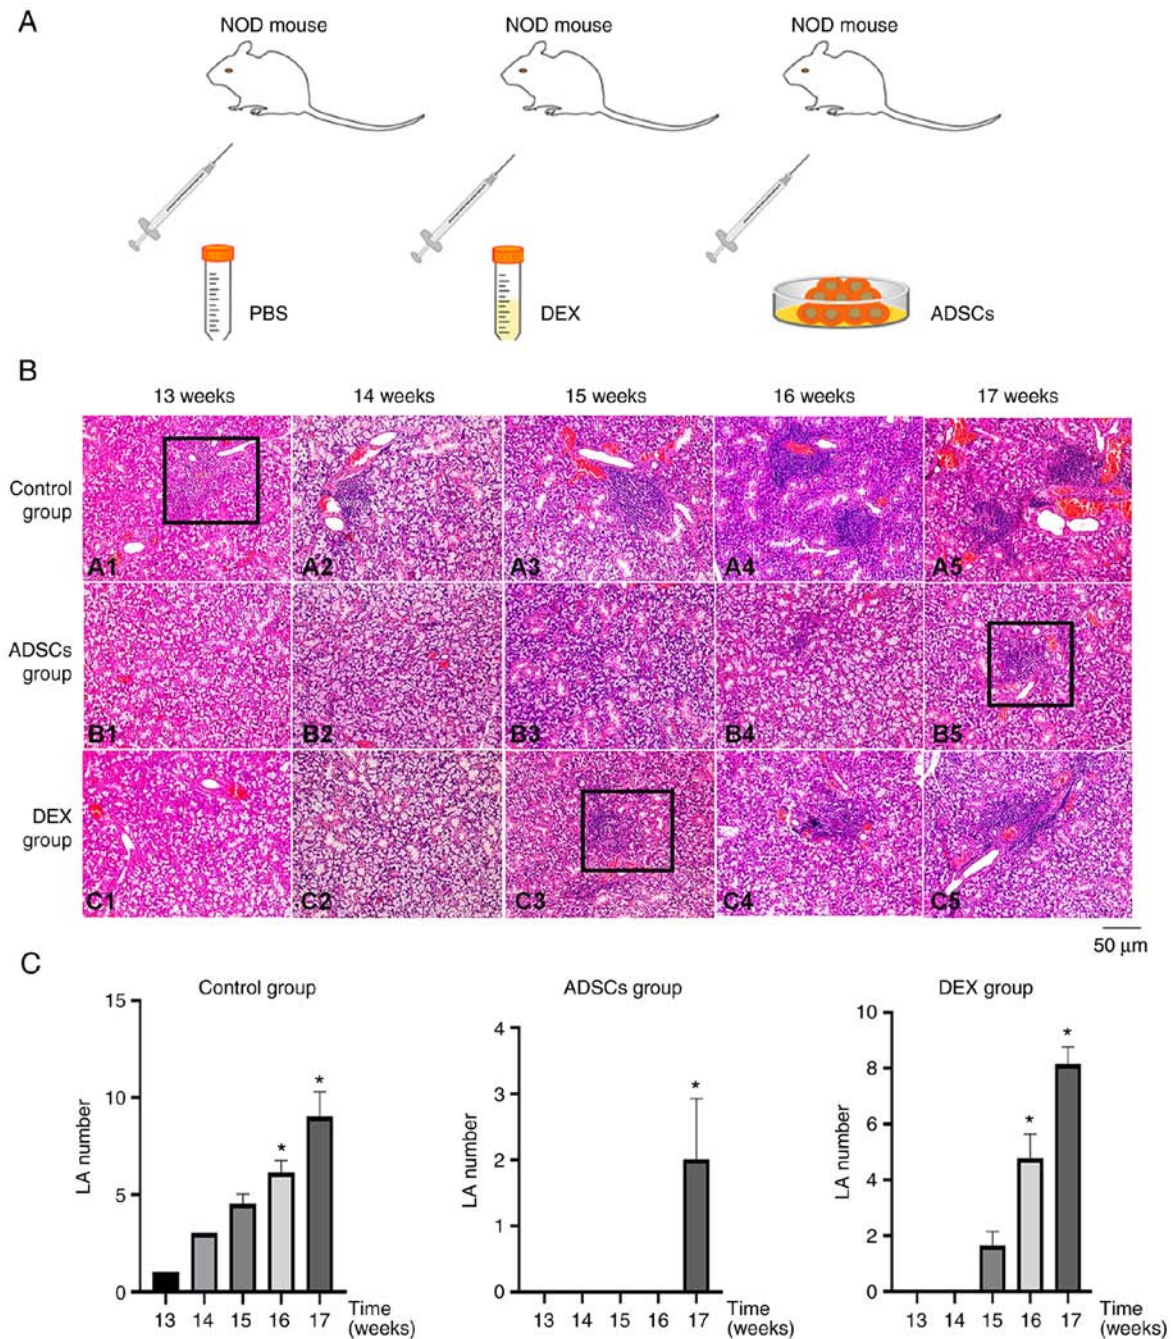 A
NOD mouse NOD mouse NOD mouse
PBS DEX ADSCs
B
13 weeks 14 weeks 15 weeks 16 weeks 17 weeks
Control
group
A1 A2 A3 A4 A5
ADSCs
group
B1 B2 B3 B4 B5
DEX
group
C1 C2 C3 C4 C5
50 µm
C
Control group
LA number
15
10
5
0
* *
13 14 15 16 17
Time
(weeks)
ADSCs group
LA number
4
3
2
1
0
*
13 14 15 16 17
Time
(weeks)
DEX group
LA number
10
8
6
4
2
0
* *
13 14 15 16 17
Time
(weeks)